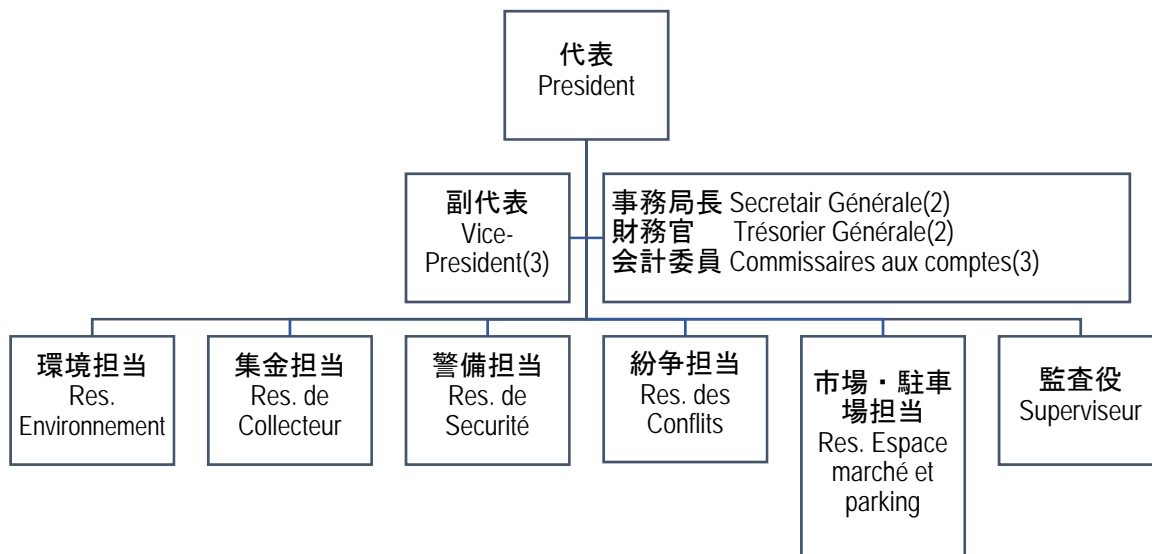 代表
President
副代表
Vice-
President(3)
事務局長 Secretair Générale(2)
財務官 Trésorier Générale(2)
会計委員 Commissaires aux comptes(3)
環境担当
Res.
Environnement
集金担当
Res. de
Collecteur
警備担当
Res. de
Securité
紛争担当
Res. des
Conflits
市場・駐車
場担当
Res. Espace
marché et
parking
監査役
Superviseur